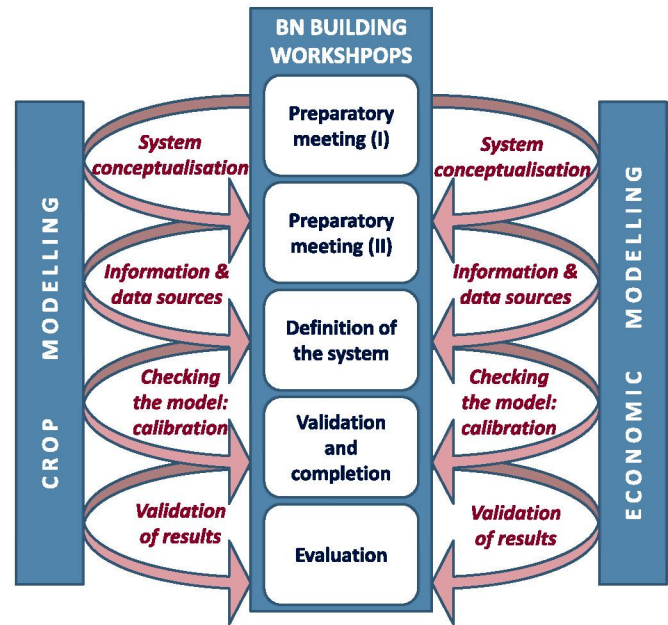 BN BUILDING
WORKSHPOPS
Preparatory
meeting (I)
System
conceptualisation
System
conceptualisation
Preparatory
meeting (II)
Information &
data sources
Information &
data sources
Definition of
the system
Checking
the model:
calibration
Checking
the model:
calibration
Validation
and
completion
Validation
of results
Validation
of results
Evaluation
CROP MODELLING
ECONOMIC MODELLING